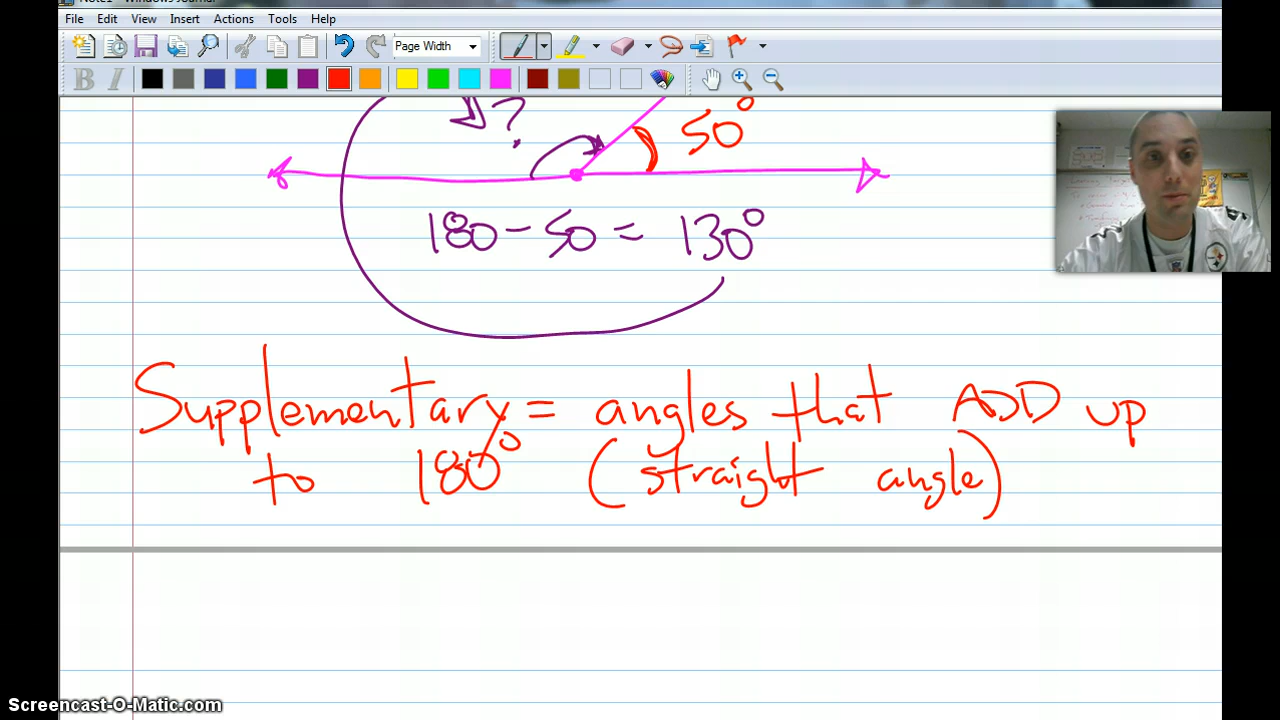 Note1 - Windows Journal
File Edit View Insert Actions Tools Help
Page Width
B I
?
50°
180 - 50 = 130°
Supplementary = angles that ADD up
to 180° (straight angle)
Screencast-O-Matic.com